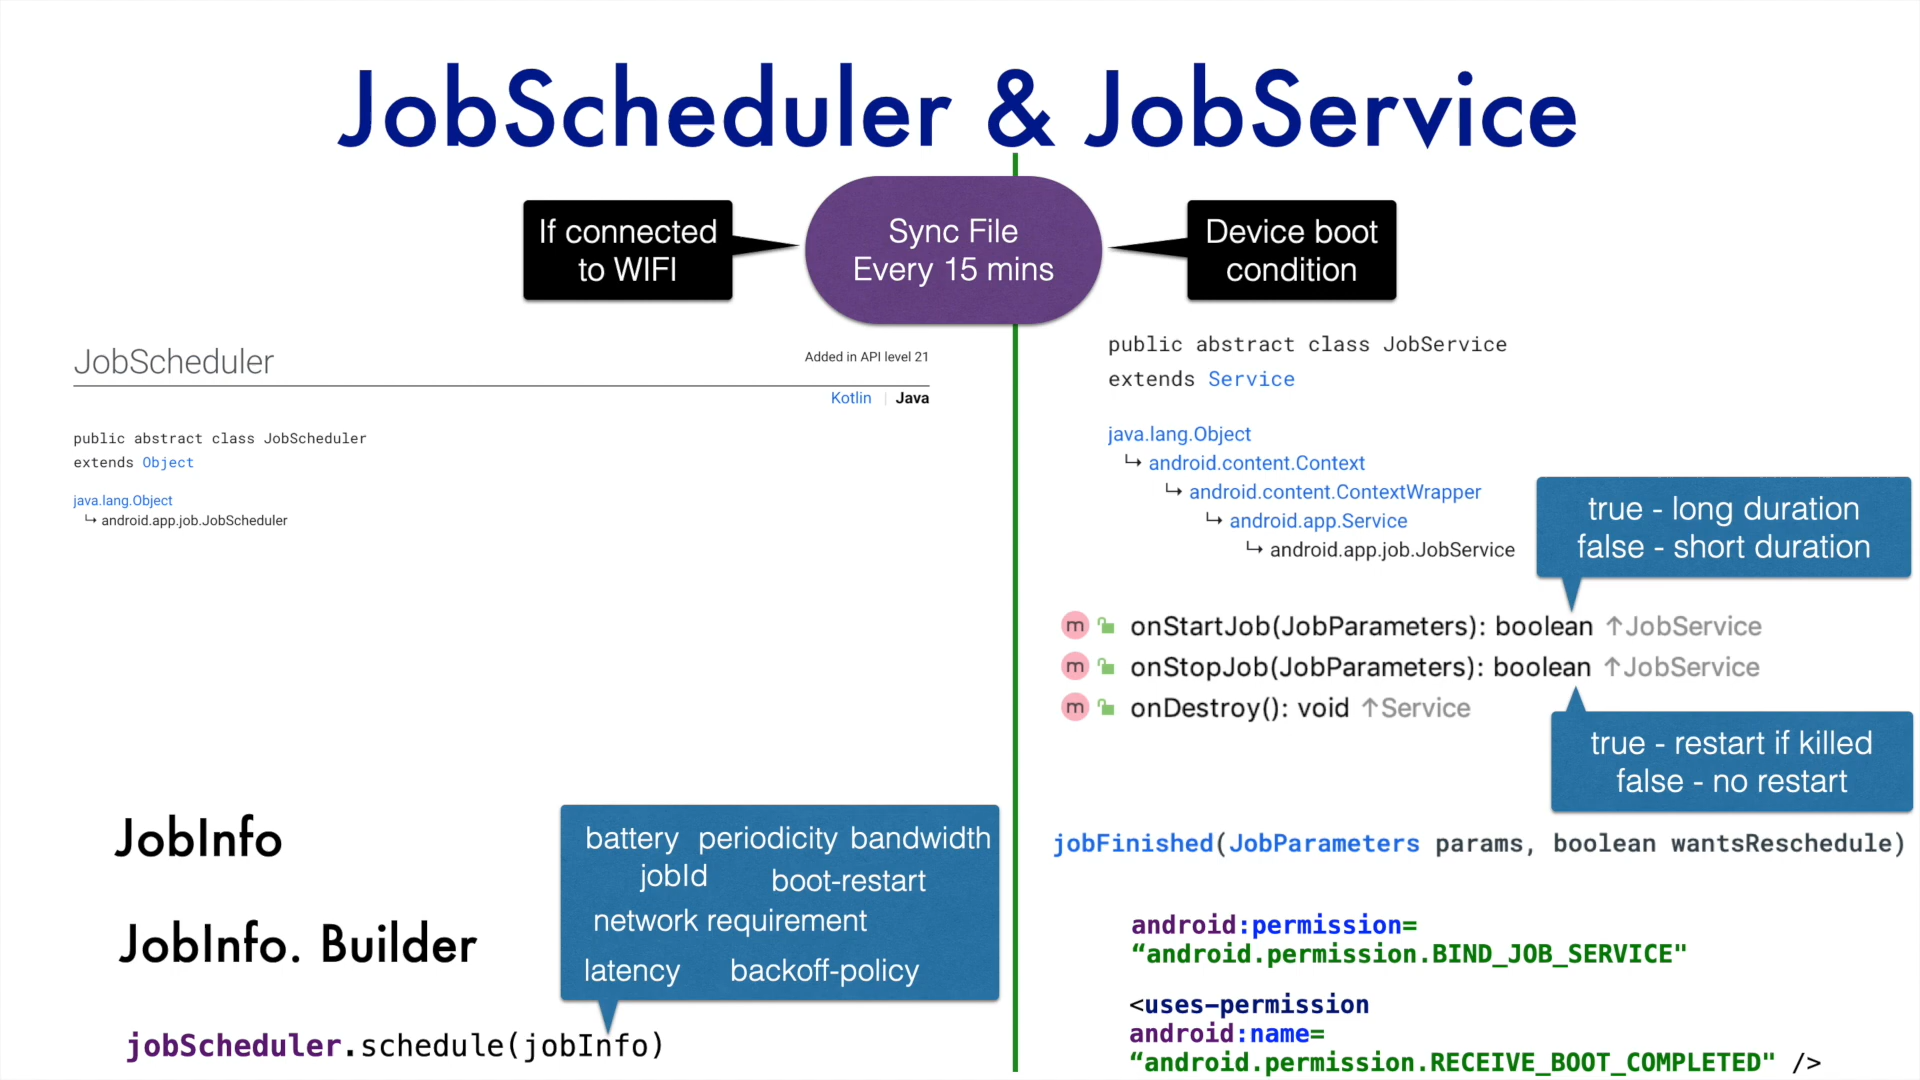 JobScheduler & JobService
If connected
to WIFI
Sync File
Every 15 mins
Device boot
condition
JobScheduler
Added in API level 21
Kotlin | Java
public abstract class JobScheduler
extends Object
java.lang.Object
↳ android.app.job.JobScheduler
JobInfo
JobInfo. Builder
battery periodicity bandwidth
jobId boot-restart
network requirement
latency backoff-policy
jobScheduler.schedule(jobInfo)
public abstract class JobService
extends Service
java.lang.Object
↳ android.content.Context
↳ android.content.ContextWrapper
↳ android.app.Service
↳ android.app.job.JobService
true - long duration
false - short duration
m onStartJob(JobParameters): boolean ↑JobService
m onStopJob(JobParameters): boolean ↑JobService
m onDestroy(): void ↑Service
true - restart if killed
false - no restart
jobFinished(JobParameters params, boolean wantsReschedule)
android:permission=
“android.permission.BIND_JOB_SERVICE"
<uses-permission
android:name=
“android.permission.RECEIVE_BOOT_COMPLETED" />